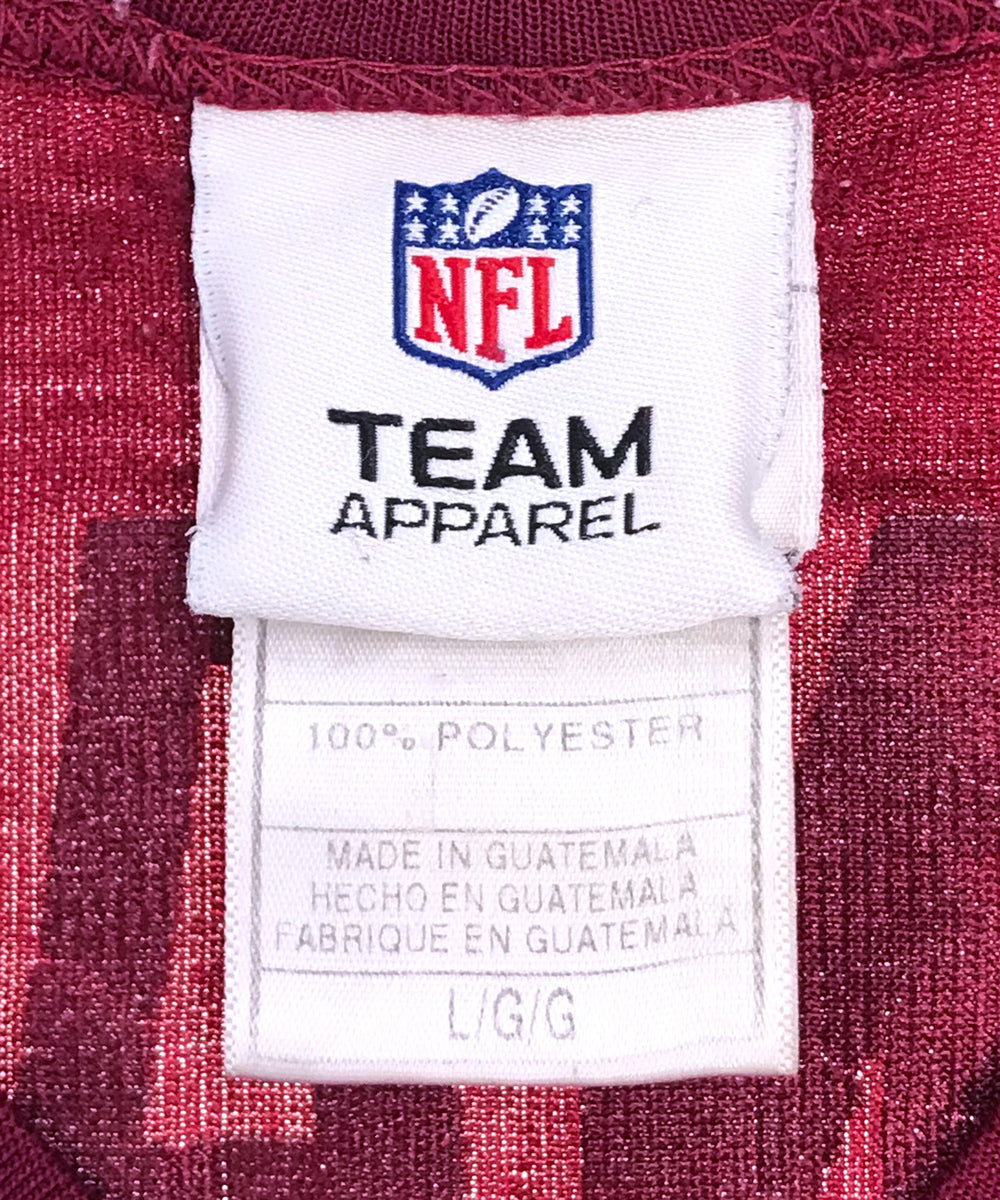 NFL
TEAM
APPAREL
100% POLYESTER
MADE IN GUATEMALA
HECHO EN GUATEMALA
FABRIQUE EN GUATEMALA
L/G/G